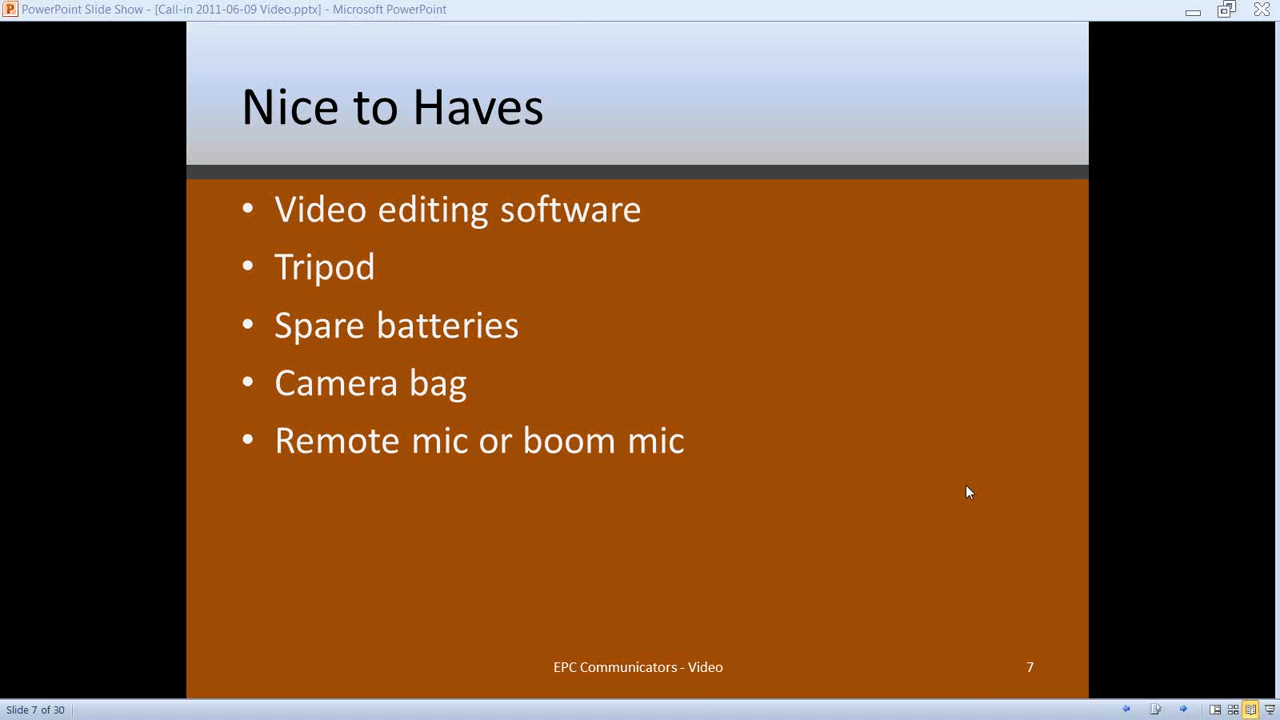 PowerPoint Slide Show - [Call-in 2011-06-09 Video.pptx] - Microsoft PowerPoint
Nice to Haves
• Video editing software
• Tripod
• Spare batteries
• Camera bag
• Remote mic or boom mic
EPC Communicators - Video
7
Slide 7 of 30